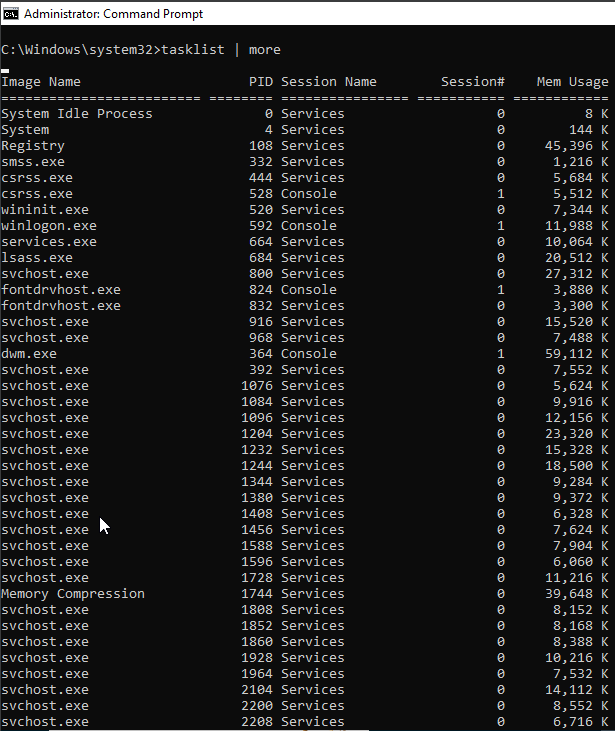 Administrator: Command Prompt
C:\Windows\system32>tasklist | more
Image Name                     PID Session Name        Session#    Mem Usage
========================= ======== ================ =========== ============
System Idle Process              0 Services                   0          8 K
System                           4 Services                   0        144 K
Registry                       108 Services                   0     45,396 K
smss.exe                       332 Services                   0      1,216 K
csrss.exe                      444 Services                   0      5,684 K
csrss.exe                      528 Console                    1      5,512 K
wininit.exe                    520 Services                   0      7,344 K
winlogon.exe                   592 Console                    1     11,988 K
services.exe                   664 Services                   0     10,064 K
lsass.exe                      684 Services                   0     20,512 K
svchost.exe                    800 Services                   0     27,312 K
fontdrvhost.exe                824 Console                    1      3,880 K
fontdrvhost.exe                832 Services                   0      3,300 K
svchost.exe                    916 Services                   0     15,520 K
svchost.exe                    968 Services                   0      7,488 K
dwm.exe                        364 Console                    1     59,112 K
svchost.exe                    392 Services                   0      7,552 K
svchost.exe                   1076 Services                   0      5,624 K
svchost.exe                   1084 Services                   0      9,916 K
svchost.exe                   1096 Services                   0     12,156 K
svchost.exe                   1204 Services                   0     23,320 K
svchost.exe                   1232 Services                   0     15,328 K
svchost.exe                   1244 Services                   0     18,500 K
svchost.exe                   1344 Services                   0      9,284 K
svchost.exe                   1380 Services                   0      9,372 K
svchost.exe                   1408 Services                   0      6,328 K
svchost.exe                   1456 Services                   0      7,624 K
svchost.exe                   1588 Services                   0      7,904 K
svchost.exe                   1596 Services                   0      6,060 K
svchost.exe                   1728 Services                   0     11,216 K
Memory Compression            1744 Services                   0     39,648 K
svchost.exe                   1808 Services                   0      8,152 K
svchost.exe                   1852 Services                   0      8,168 K
svchost.exe                   1860 Services                   0      8,388 K
svchost.exe                   1928 Services                   0     10,216 K
svchost.exe                   1964 Services                   0      7,532 K
svchost.exe                   2104 Services                   0     14,112 K
svchost.exe                   2200 Services                   0      8,552 K
svchost.exe                   2208 Services                   0      6,716 K